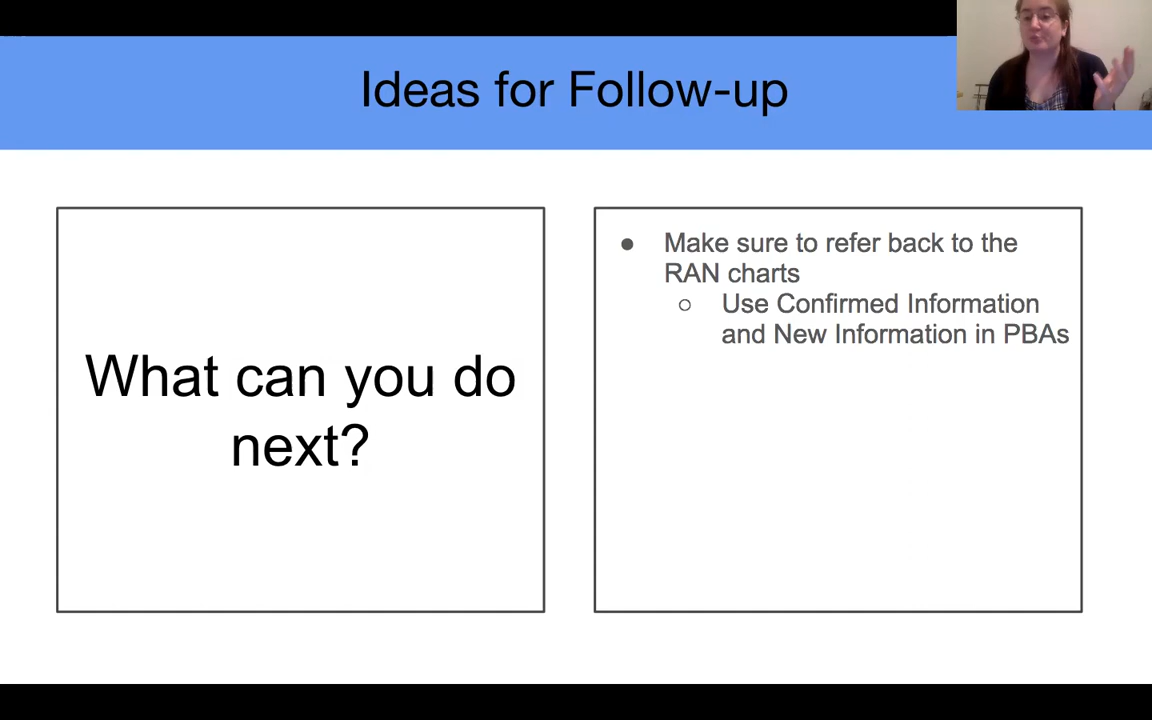 Ideas for Follow-up
What can you do
next?
● Make sure to refer back to the
RAN charts
○ Use Confirmed Information
and New Information in PBAs